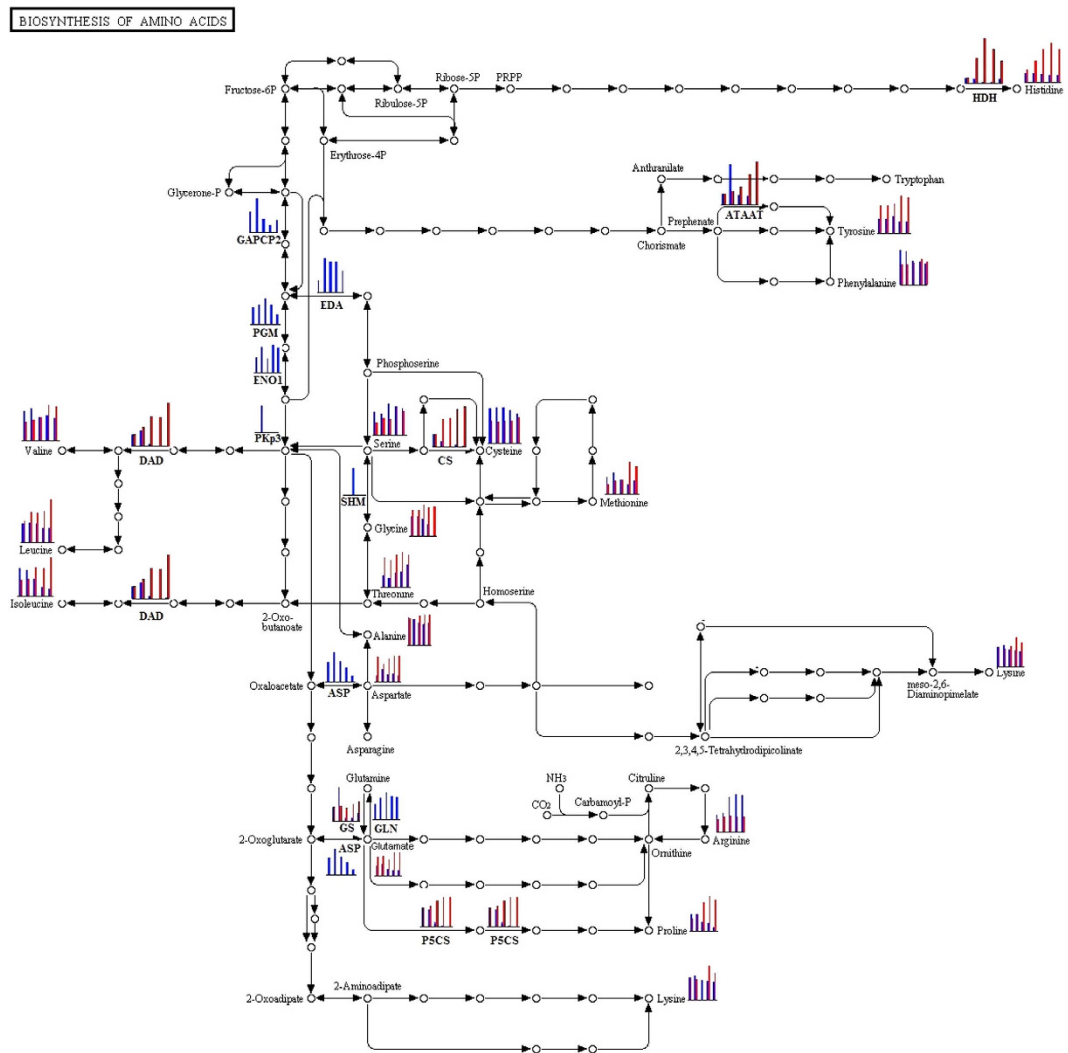 BIOSYNTHESIS OF AMINO ACIDS
Fructose-6P
Ribose-5P
PRPP
Ribulose-5P
HDH
Histidine
Erythrose-4P
Glycerone-P
Anthranilate
Tryptophan
ATAAT
Prephenate
Chorismate
Tyrosine
GAPCP2
Phenylalanine
EDA
PGM
ENO1
Phosphoserine
PKp3
Valine
DAD
Serine
CS
Cysteine
SHM
Methionine
Glycine
Leucine
Threonine
Homoserine
Isoleucine
DAD
2-Oxo-
butanoate
Alanine
Oxaloacetate
ASP
Aspartate
meso-2,6-
Diaminopimelate
Lysine
Asparagine
2,3,4,5-Tetrahydrodipicolinate
Glutamine
NH3
Citruline
CO2
Carbamoyl-P
GS
GLN
2-Oxoglutarate
ASP
Glutamate
Ornithine
Arginine
P5CS
P5CS
Proline
2-Aminoadipate
2-Oxoadipate
Lysine